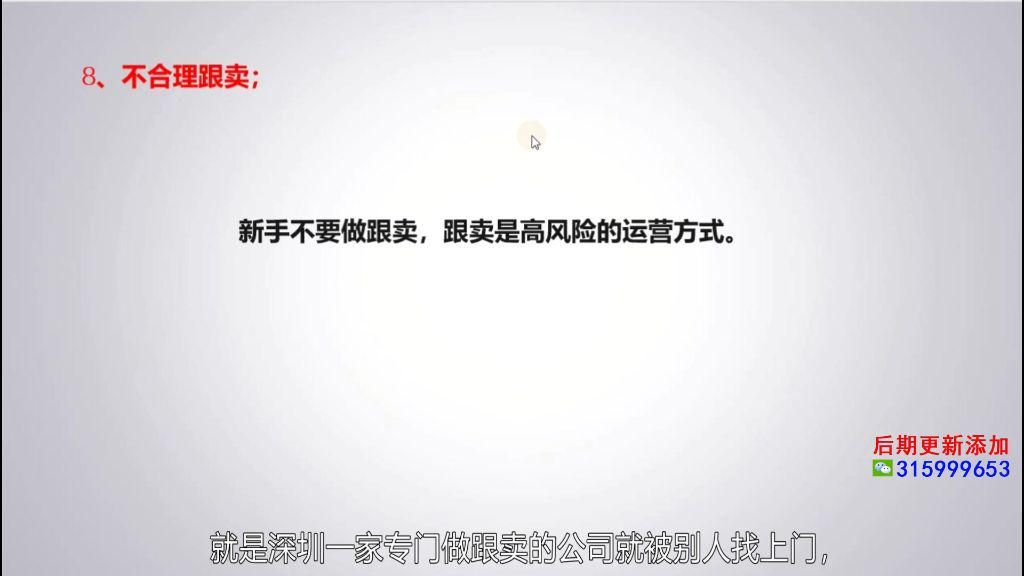 8、不合理跟卖；
新手不要做跟卖，跟卖是高风险的运营方式。
后期更新添加
315999653
就是深圳一家专门做跟卖的公司就被别人找上门，